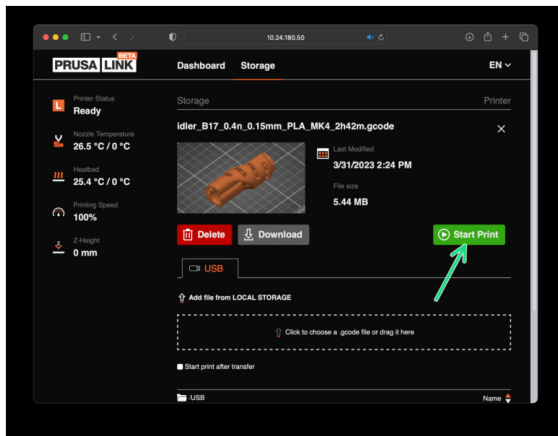 10.24.180.50
PRUSA LINK BETA
Dashboard Storage
EN
Printer Status
Ready
Nozzle Temperature
26.5 °C / 0 °C
Heatbed
25.4 °C / 0 °C
Printing Speed
100%
Z-Height
0 mm
Storage Printer
idler_B17_0.4n_0.15mm_PLA_MK4_2h42m.gcode
Last Modified
3/31/2023 2:24 PM
File size
5.44 MB
Delete Download Start Print
USB
Add file from LOCAL STORAGE
Click to choose a .gcode file or drag it here
Start print after transfer
/USB Name